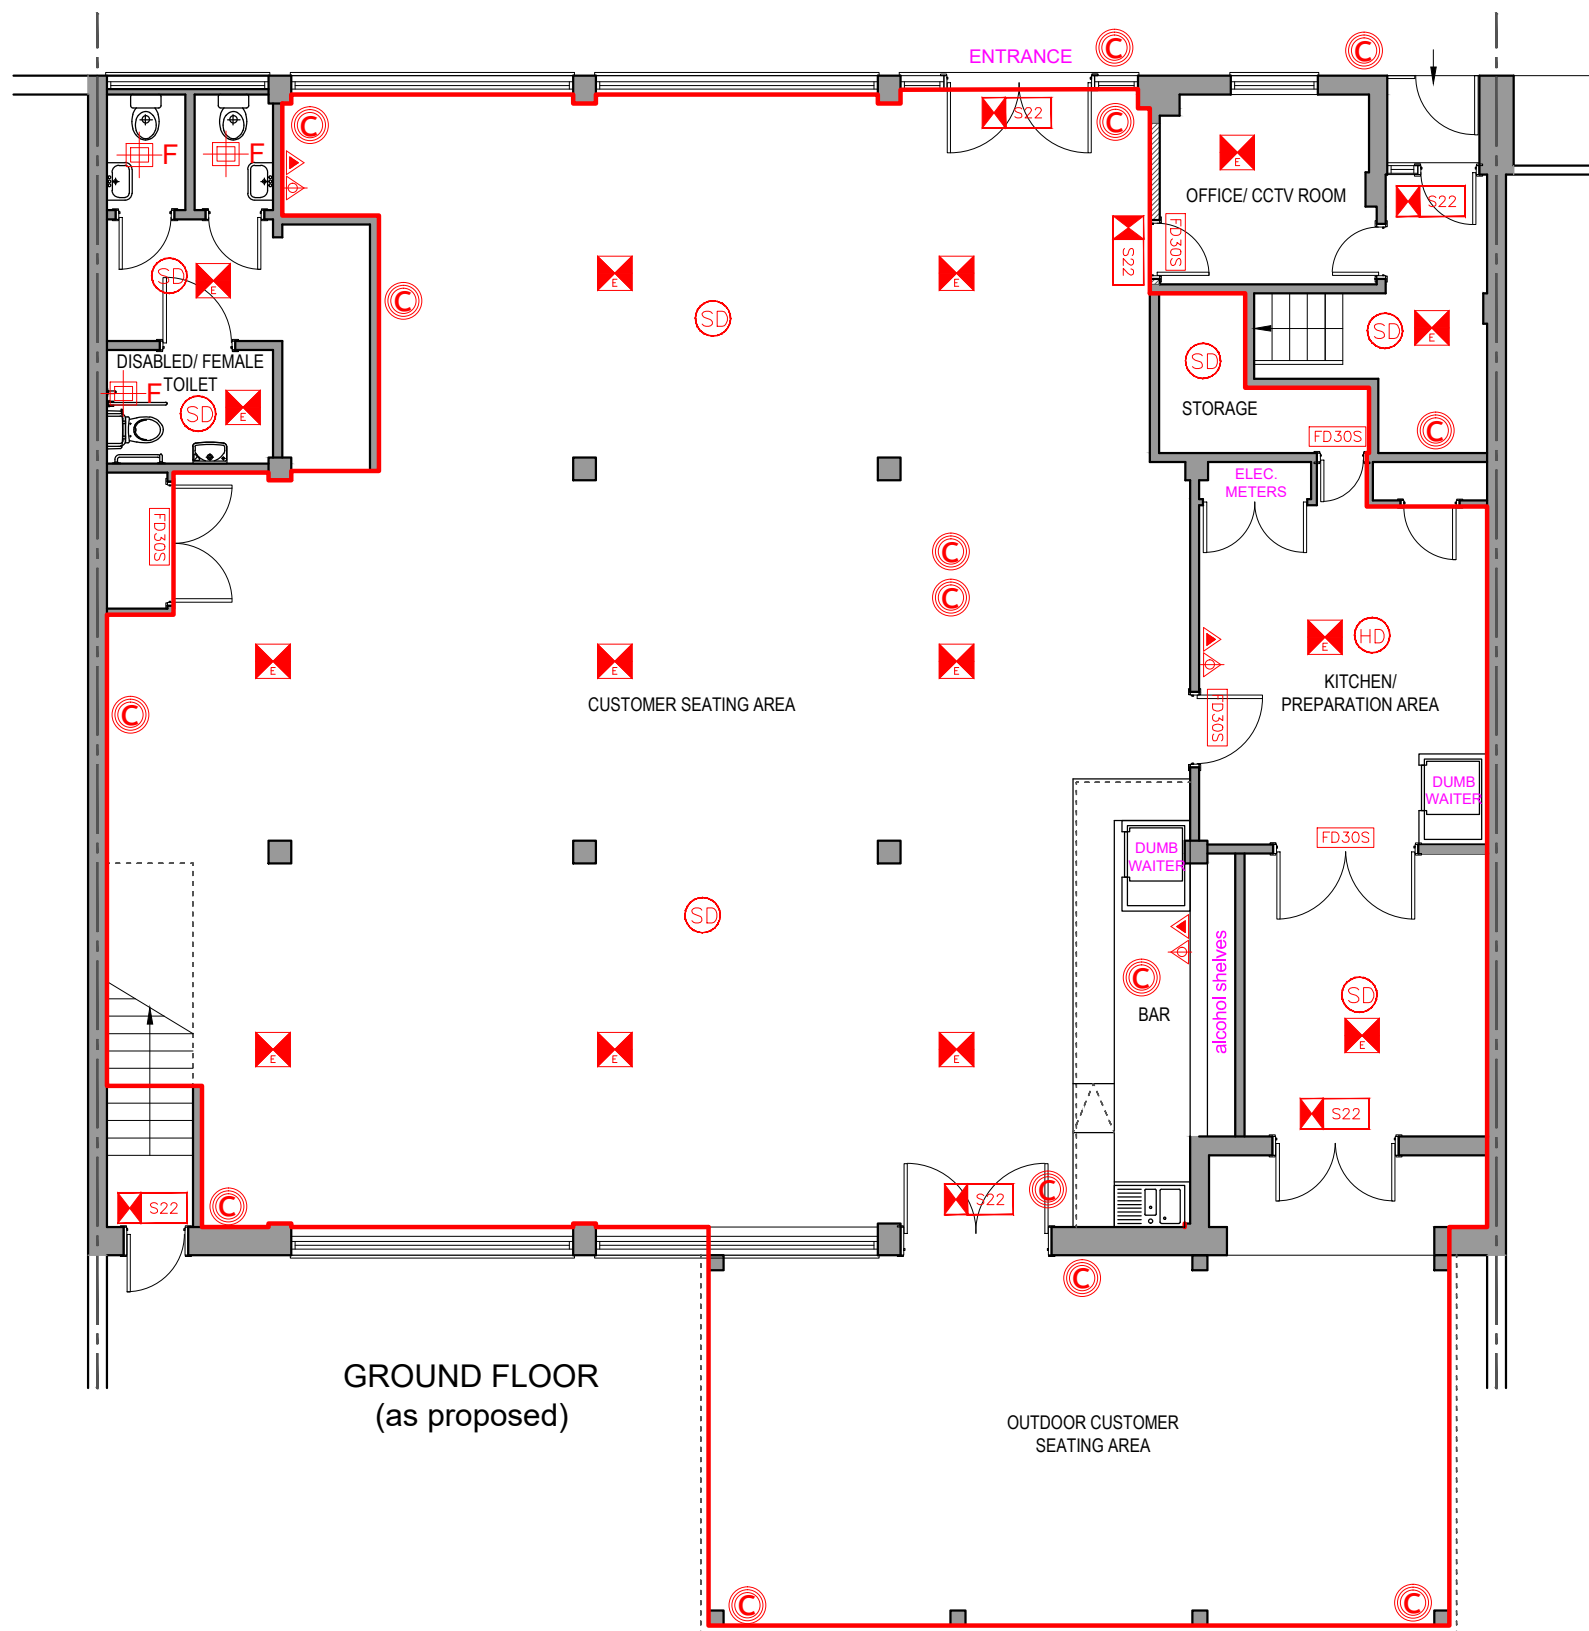 ENTRANCE
C
C
C
C
S22
F
F
E
OFFICE/ CCTV ROOM
S22
FD30S
S22
SD
E
E
E
C
SD
SD
E
DISABLED/ FEMALE
TOILET
F
SD
E
SD
STORAGE
FD30S
C
ELEC.
METERS
FD30S
C
C
E
E
E
E
HD
KITCHEN/
PREPARATION AREA
C
CUSTOMER SEATING AREA
FD30S
DUMB
WAITER
FD30S
DUMB
WAITER
SD
alcohol shelves
C
BAR
SD
E
E
E
E
S22
S22
C
S22
C
C
GROUND FLOOR
(as proposed)
OUTDOOR CUSTOMER
SEATING AREA
C
C